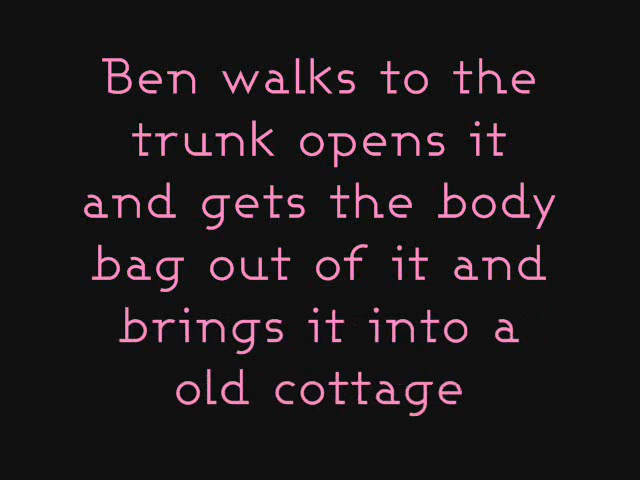 Ben walks to the
trunk opens it
and gets the body
bag out of it and
brings it into a
old cottage